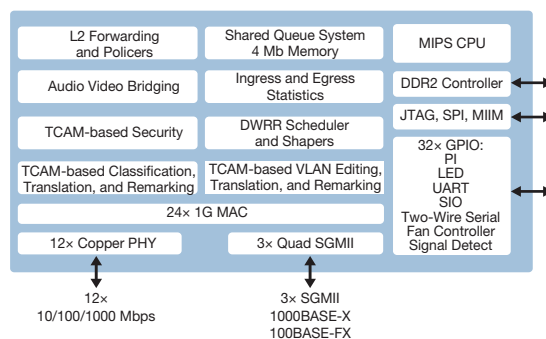 L2 Forwarding
and Policers
Shared Queue System
4 Mb Memory
MIPS CPU
Audio Video Bridging
Ingress and Egress
Statistics
DDR2 Controller
TCAM-based Security
DWRR Scheduler
and Shapers
JTAG, SPI, MIIM
TCAM-based Classification,
Translation, and Remarking
TCAM-based VLAN Editing,
Translation, and Remarking
32× GPIO:
PI
LED
UART
SIO
Two-Wire Serial
Fan Controller
Signal Detect
24× 1G MAC
12× Copper PHY
3× Quad SGMII
12×
10/100/1000 Mbps
3× SGMII
1000BASE-X
100BASE-FX